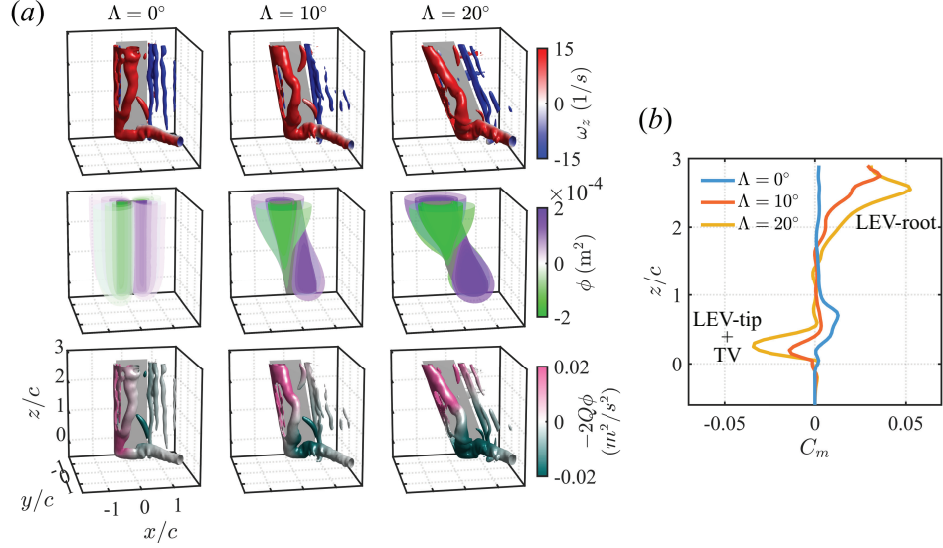 (a)
Λ = 0° Λ = 10° Λ = 20°
15
0
-15
ω_z (1/s)
×10⁻⁴
2
0
-2
ϕ (m²)
3
2
1
0
z/c
0
y/c
-1 0 1
x/c
0.02
0
-0.02
−2Qϕ
(m²/s²)
(b)
3
2
1
0
z/c
Λ = 0°
Λ = 10°
Λ = 20°
LEV-root
LEV-tip
+
TV
-0.05 0 0.05
C_m